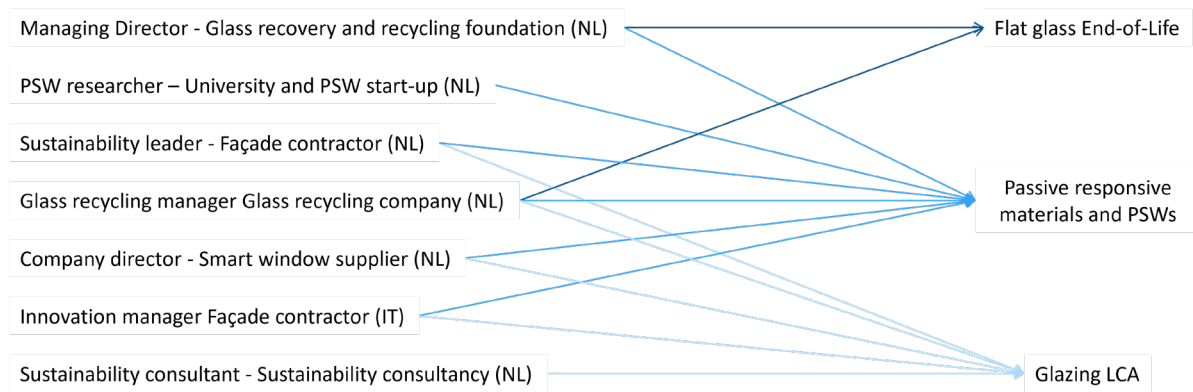 Managing Director - Glass recovery and recycling foundation (NL)
PSW researcher – University and PSW start-up (NL)
Sustainability leader - Façade contractor (NL)
Glass recycling manager Glass recycling company (NL)
Company director - Smart window supplier (NL)
Innovation manager Façade contractor (IT)
Sustainability consultant - Sustainability consultancy (NL)
Flat glass End-of-Life
Passive responsive
materials and PSWs
Glazing LCA